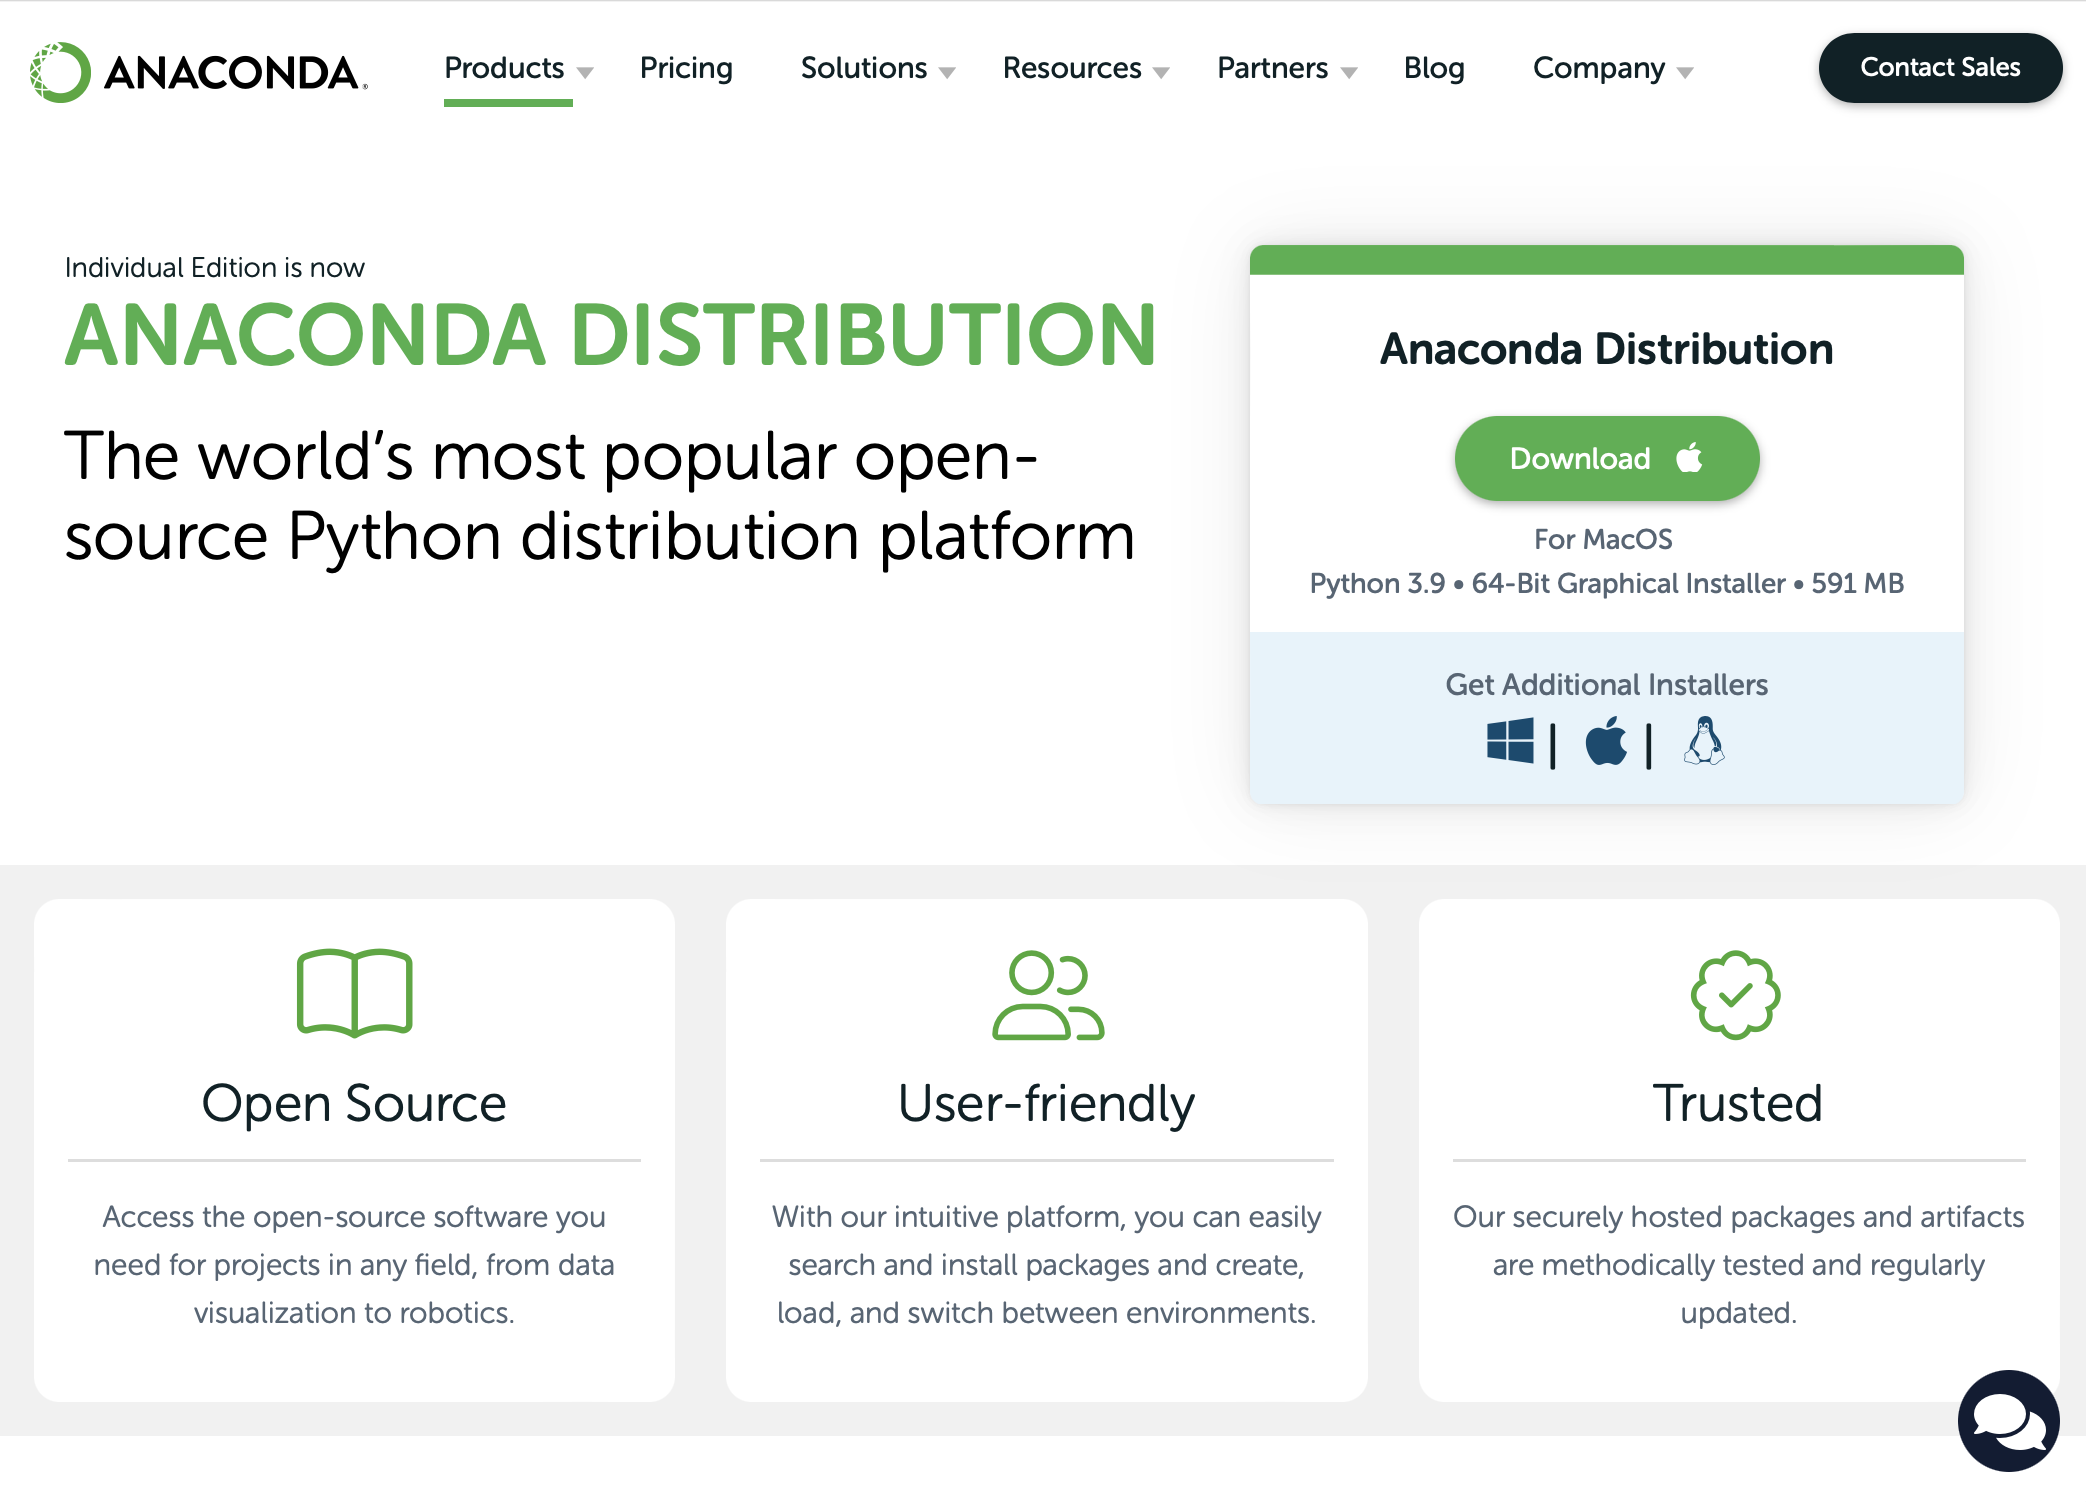 ANACONDA.
Products
Pricing
Solutions
Resources
Partners
Blog
Company
Contact Sales
Individual Edition is now
ANACONDA DISTRIBUTION
The world’s most popular open-
source Python distribution platform
Anaconda Distribution
Download
For MacOS
Python 3.9 • 64-Bit Graphical Installer • 591 MB
Get Additional Installers
Open Source
Access the open-source software you
need for projects in any field, from data
visualization to robotics.
User-friendly
With our intuitive platform, you can easily
search and install packages and create,
load, and switch between environments.
Trusted
Our securely hosted packages and artifacts
are methodically tested and regularly
updated.